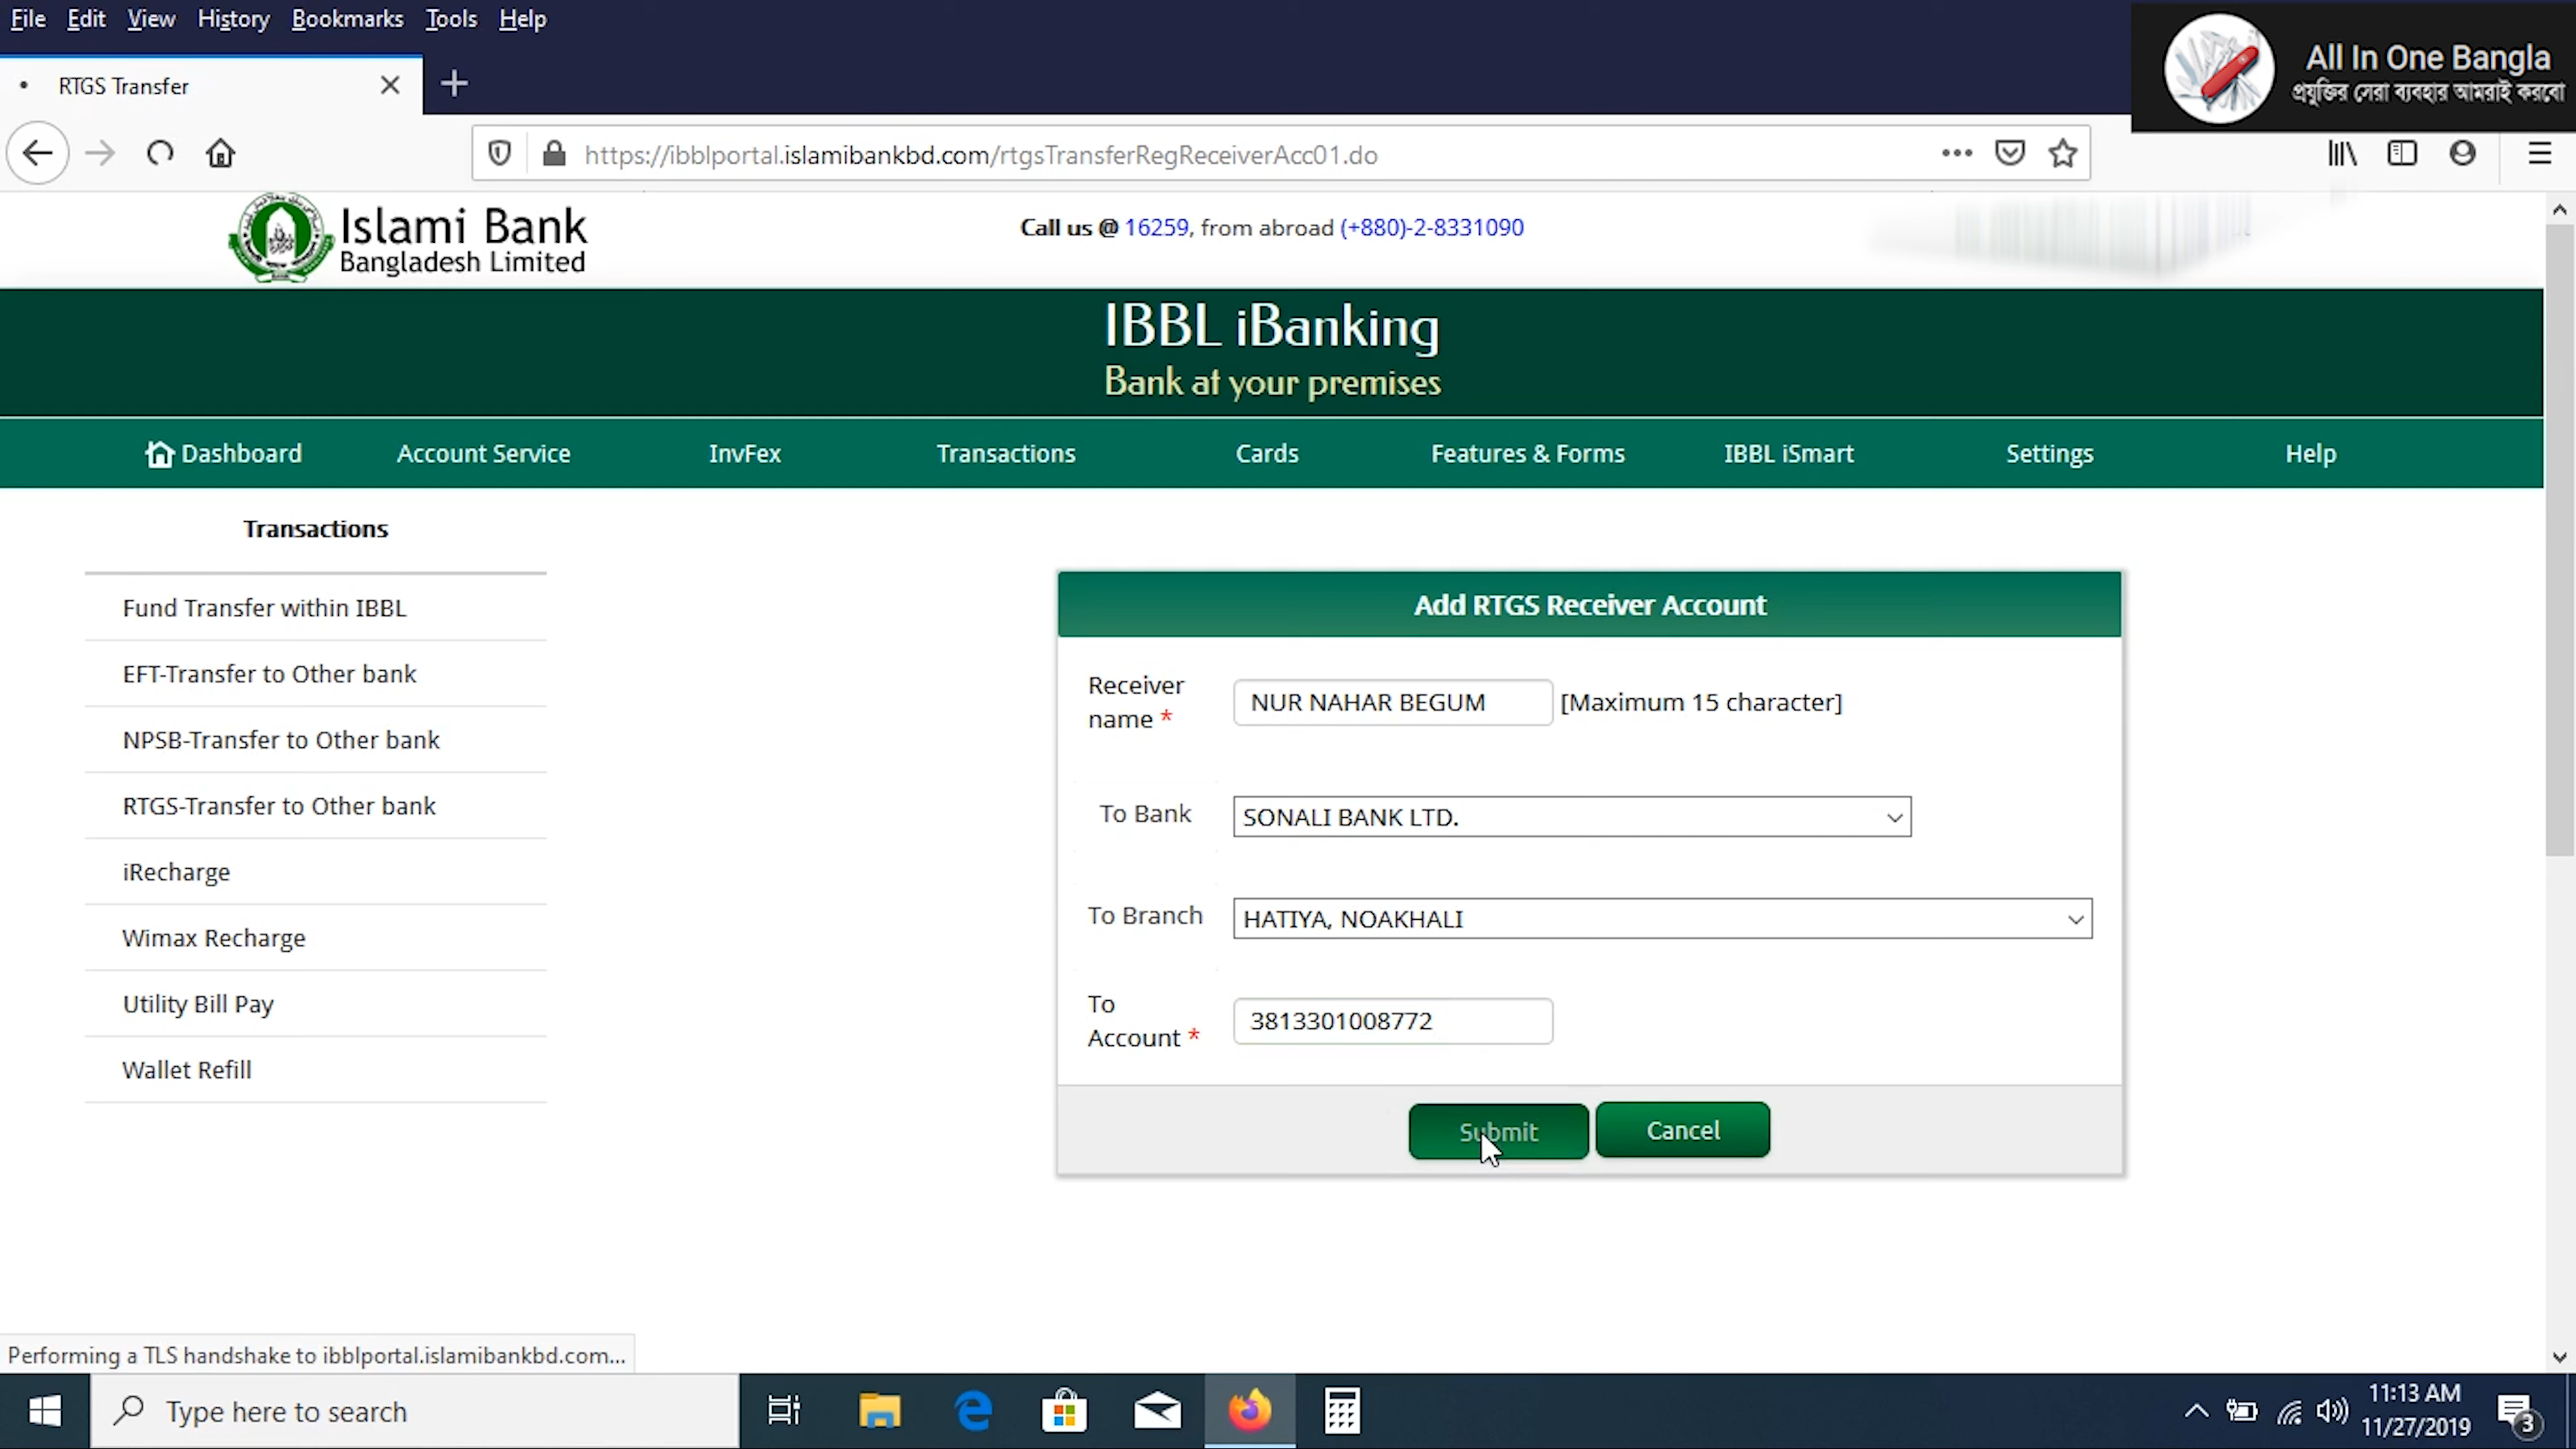 File Edit View History Bookmarks Tools Help
RTGS Transfer
All In One Bangla
প্রযুক্তির সেরা ব্যবহার আমরাই করবো
https://ibblportal.islamibankbd.com/rtgsTransferRegReceiverAcc01.do
Islami Bank
Bangladesh Limited
Call us @ 16259, from abroad (+880)-2-8331090
IBBL iBanking
Bank at your premises
Dashboard Account Service InvFex Transactions Cards Features & Forms IBBL iSmart Settings Help
Transactions
Fund Transfer within IBBL
EFT-Transfer to Other bank
NPSB-Transfer to Other bank
RTGS-Transfer to Other bank
iRecharge
Wimax Recharge
Utility Bill Pay
Wallet Refill
Add RTGS Receiver Account
Receiver name * NUR NAHAR BEGUM [Maximum 15 character]
To Bank SONALI BANK LTD.
To Branch HATIYA, NOAKHALI
To Account * 3813301008772
Submit Cancel
Performing a TLS handshake to ibblportal.islamibankbd.com...
Type here to search
11:13 AM
11/27/2019
3